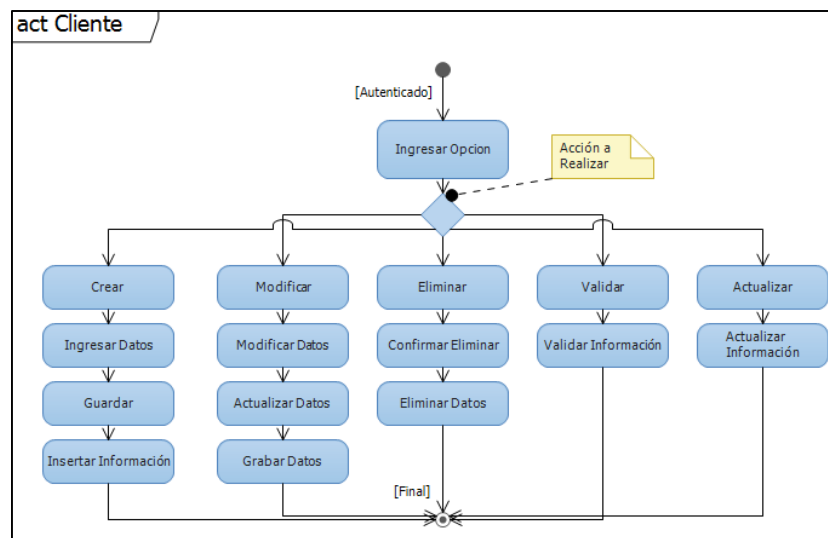 act Cliente
[Autenticado]
Ingresar Opcion
Acción a
Realizar
Crear
Modificar
Eliminar
Validar
Actualizar
Ingresar Datos
Modificar Datos
Confirmar Eliminar
Validar Información
Actualizar
Información
Guardar
Actualizar Datos
Eliminar Datos
Insertar Información
Grabar Datos
[Final]